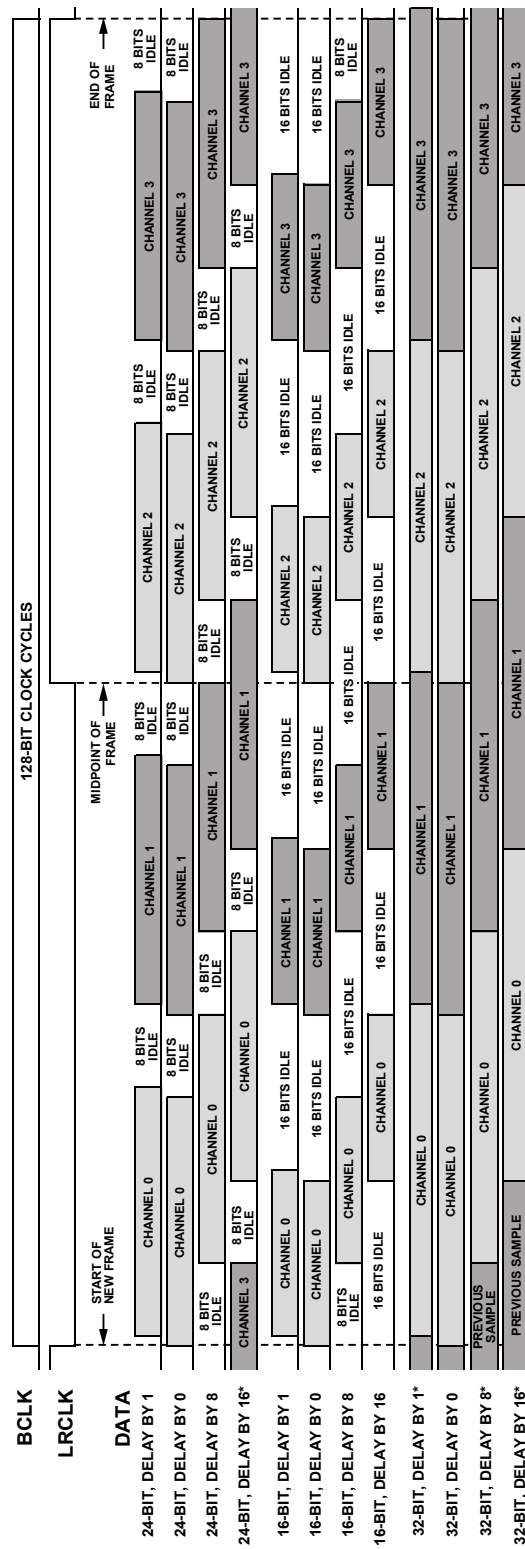 BCLK
128-BIT CLOCK CYCLES
LRCLK
START OF
NEW FRAME
MIDPOINT OF
FRAME
END OF
FRAME
DATA
24-BIT, DELAY BY 1
CHANNEL 0
8 BITS
IDLE
CHANNEL 1
8 BITS
IDLE
CHANNEL 2
8 BITS
IDLE
CHANNEL 3
8 BITS
IDLE
24-BIT, DELAY BY 0
CHANNEL 0
8 BITS
IDLE
CHANNEL 1
8 BITS
IDLE
CHANNEL 2
8 BITS
IDLE
CHANNEL 3
8 BITS
IDLE
24-BIT, DELAY BY 8
8 BITS
IDLE
CHANNEL 0
8 BITS
IDLE
CHANNEL 1
8 BITS
IDLE
CHANNEL 2
8 BITS
IDLE
CHANNEL 3
24-BIT, DELAY BY 16*
CHANNEL 3
8 BITS
IDLE
CHANNEL 0
8 BITS
IDLE
CHANNEL 1
8 BITS
IDLE
CHANNEL 2
8 BITS
IDLE
CHANNEL 3
16-BIT, DELAY BY 1
CHANNEL 0
16 BITS IDLE
CHANNEL 1
16 BITS IDLE
CHANNEL 2
16 BITS IDLE
CHANNEL 3
16 BITS IDLE
16-BIT, DELAY BY 0
CHANNEL 0
16 BITS IDLE
CHANNEL 1
16 BITS IDLE
CHANNEL 2
16 BITS IDLE
CHANNEL 3
16 BITS IDLE
16-BIT, DELAY BY 8
8 BITS
IDLE
CHANNEL 0
16 BITS IDLE
CHANNEL 1
16 BITS IDLE
CHANNEL 2
16 BITS IDLE
CHANNEL 3
8 BITS
IDLE
16-BIT, DELAY BY 16
16 BITS IDLE
CHANNEL 0
16 BITS IDLE
CHANNEL 1
16 BITS IDLE
CHANNEL 2
16 BITS IDLE
CHANNEL 3
32-BIT, DELAY BY 1*
CHANNEL 0
CHANNEL 1
CHANNEL 2
CHANNEL 3
32-BIT, DELAY BY 0
CHANNEL 0
CHANNEL 1
CHANNEL 2
CHANNEL 3
32-BIT, DELAY BY 8*
PREVIOUS
SAMPLE
CHANNEL 0
CHANNEL 1
CHANNEL 2
CHANNEL 3
32-BIT, DELAY BY 16*
PREVIOUS SAMPLE
CHANNEL 0
CHANNEL 1
CHANNEL 2
CHANNEL 3